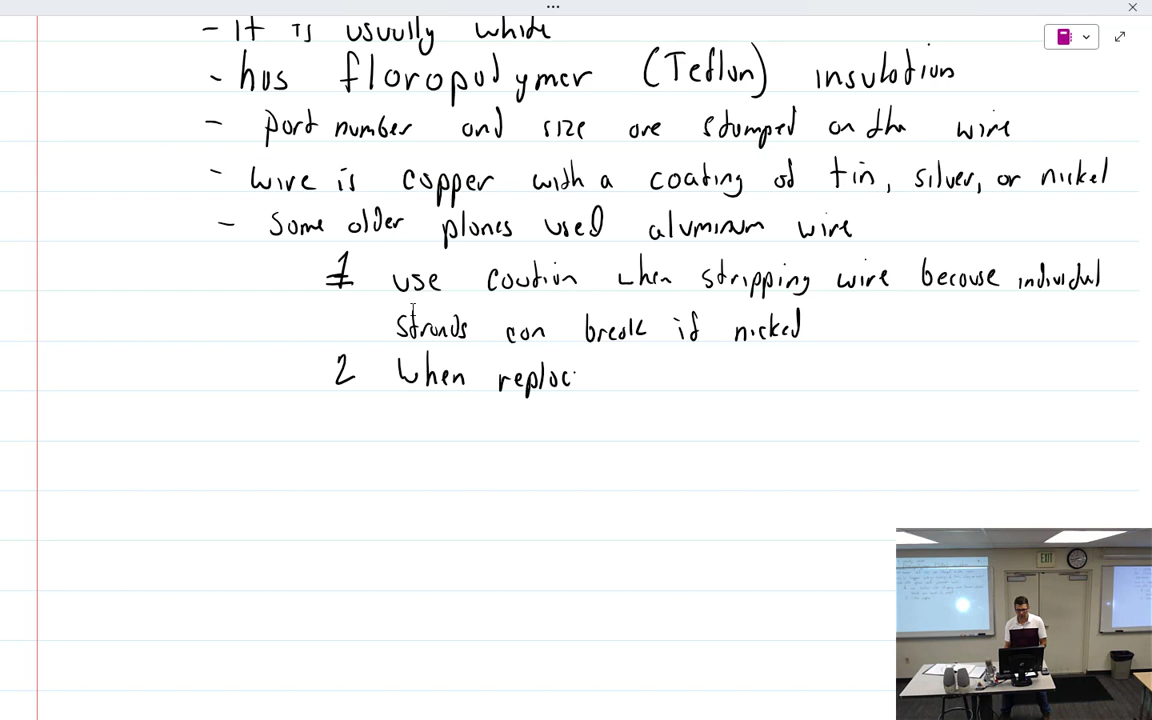 - It is usually white
- has floropolymer (Teflon) insulation
- part number and size are stamped on the wire
- wire is copper with a coating of tin, silver, or nickel
- Some older planes used aluminum wire
1 use caution when stripping wire because individual
strands can break if nicked
2 When replac
EXIT